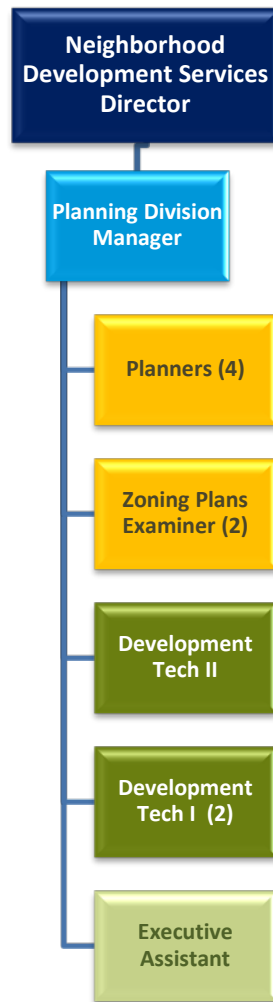 Neighborhood
Development Services
Director
Planning Division
Manager
Planners (4)
Zoning Plans
Examiner (2)
Development
Tech II
Development
Tech I (2)
Executive
Assistant